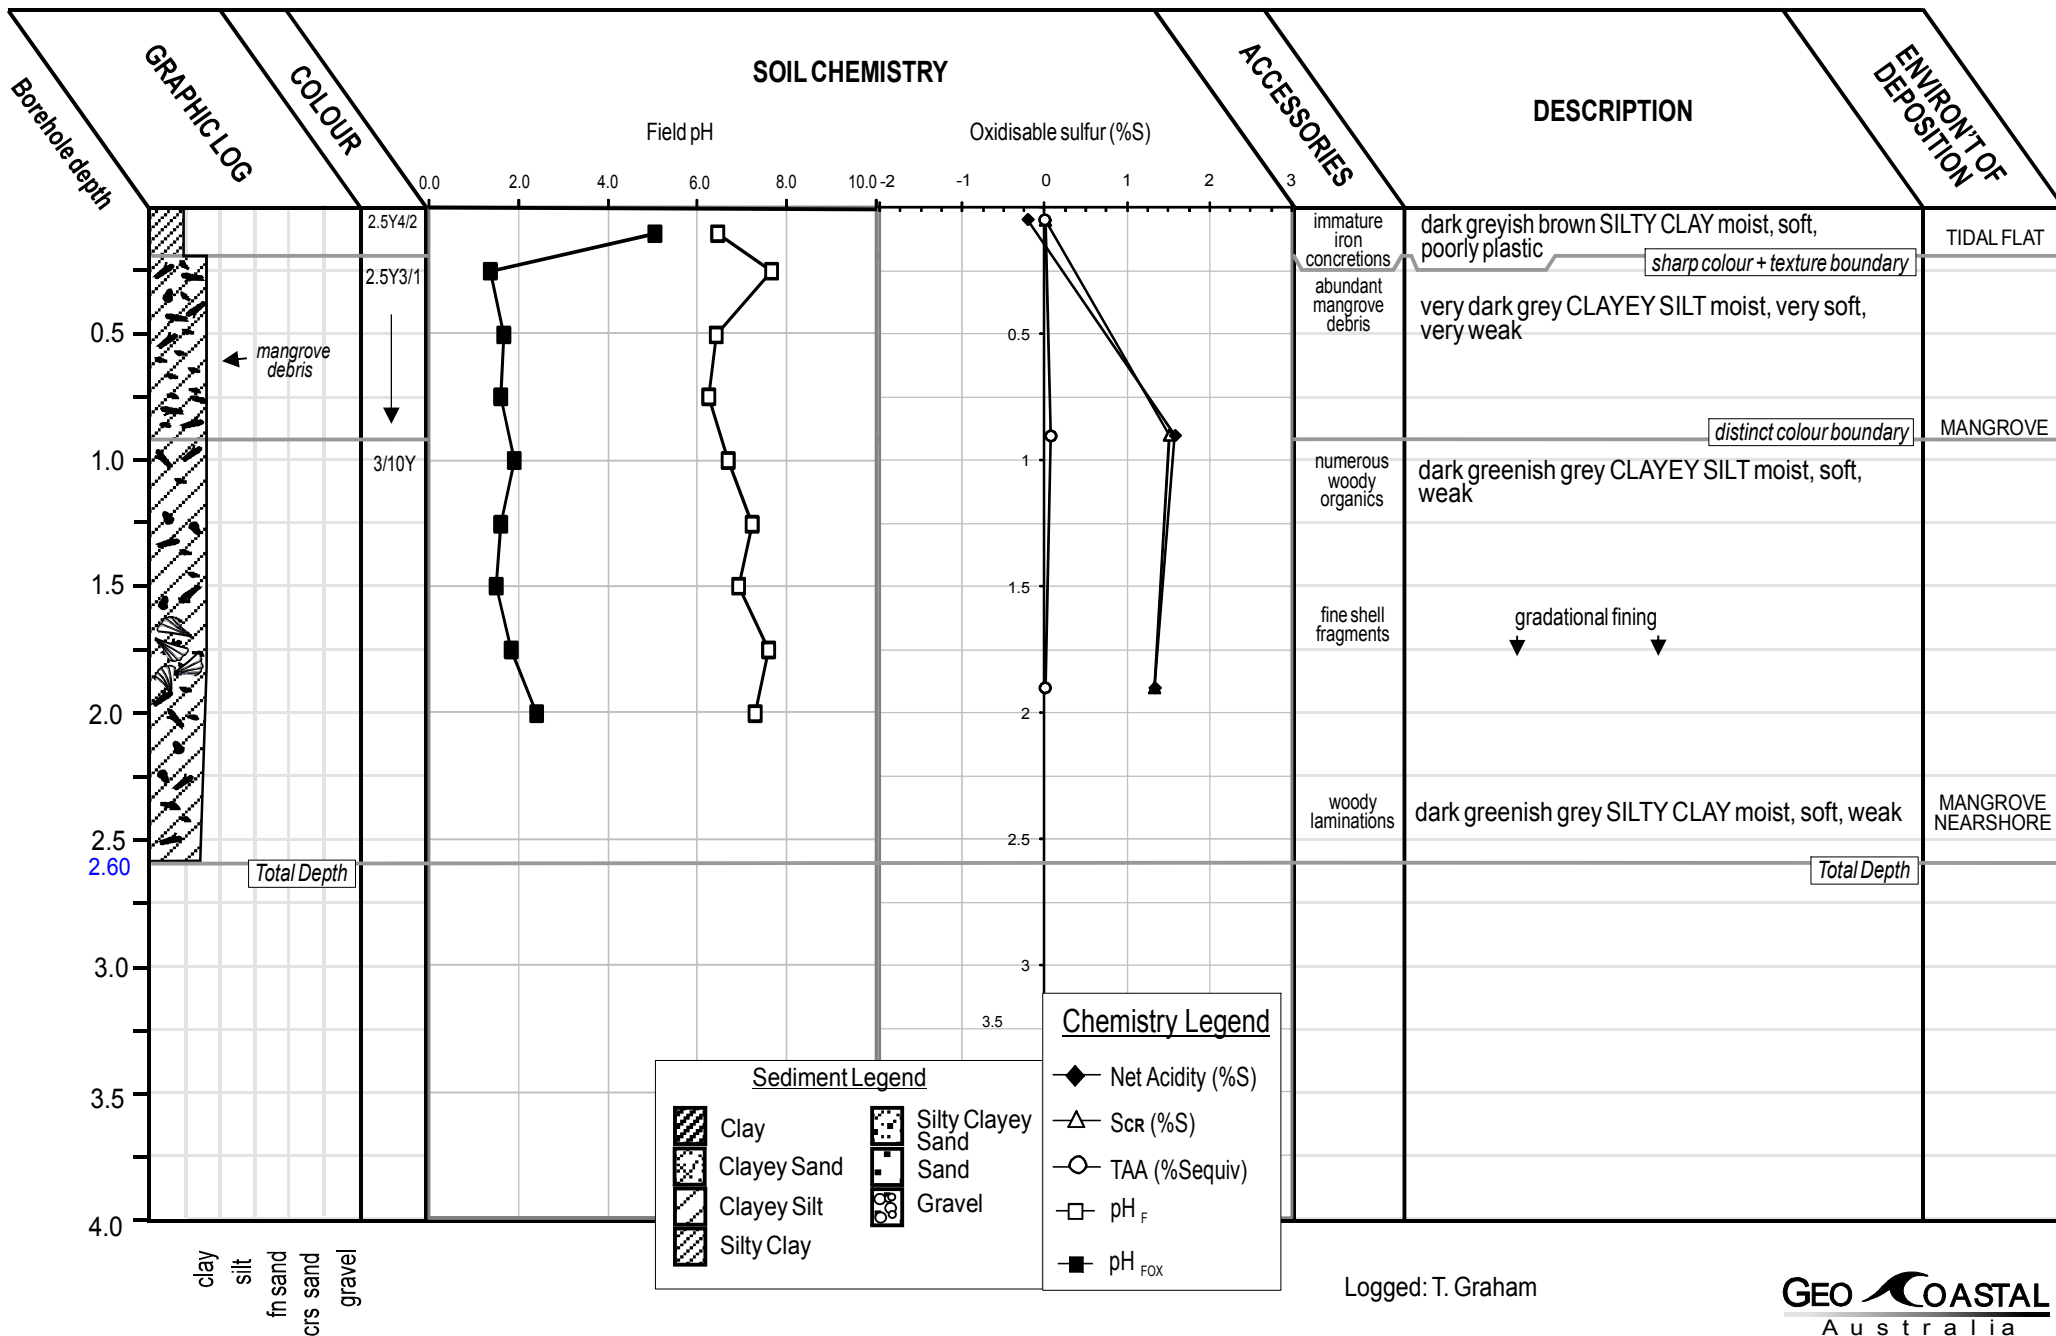 Borehole depth
GRAPHIC LOG
COLOUR
SOIL CHEMISTRY
Field pH
Oxidisable sulfur (%S)
ACCESSORIES
DESCRIPTION
ENVIRON'T OF
DEPOSITION
0.0 2.0 4.0 6.0 8.0 10.0
-2 -1 0 1 2 3
2.5Y4/2
immature
iron
concretions
dark greyish brown SILTY CLAY moist, soft,
poorly plastic
TIDAL FLAT
sharp colour + texture boundary
2.5Y3/1
abundant
mangrove
debris
very dark grey CLAYEY SILT moist, very soft,
very weak
0.5
0.5
mangrove
debris
distinct colour boundary
MANGROVE
1.0
3/10Y
1
numerous
woody
organics
dark greenish grey CLAYEY SILT moist, soft,
weak
1.5
1.5
fine shell
fragments
gradational fining
2.0
2
woody
laminations
dark greenish grey SILTY CLAY moist, soft, weak
MANGROVE
NEARSHORE
2.5
2.5
2.60
Total Depth
Total Depth
3.0
3
3.5
3.5
4.0
Chemistry Legend
Net Acidity (%S)
SCR (%S)
TAA (%Sequiv)
pH F
pH FOX
Sediment Legend
Clay
Clayey Sand
Clayey Silt
Silty Clay
Silty Clayey
Sand
Sand
Gravel
clay
silt
fn sand
crs sand
gravel
Logged: T. Graham
GEO COASTAL
Australia